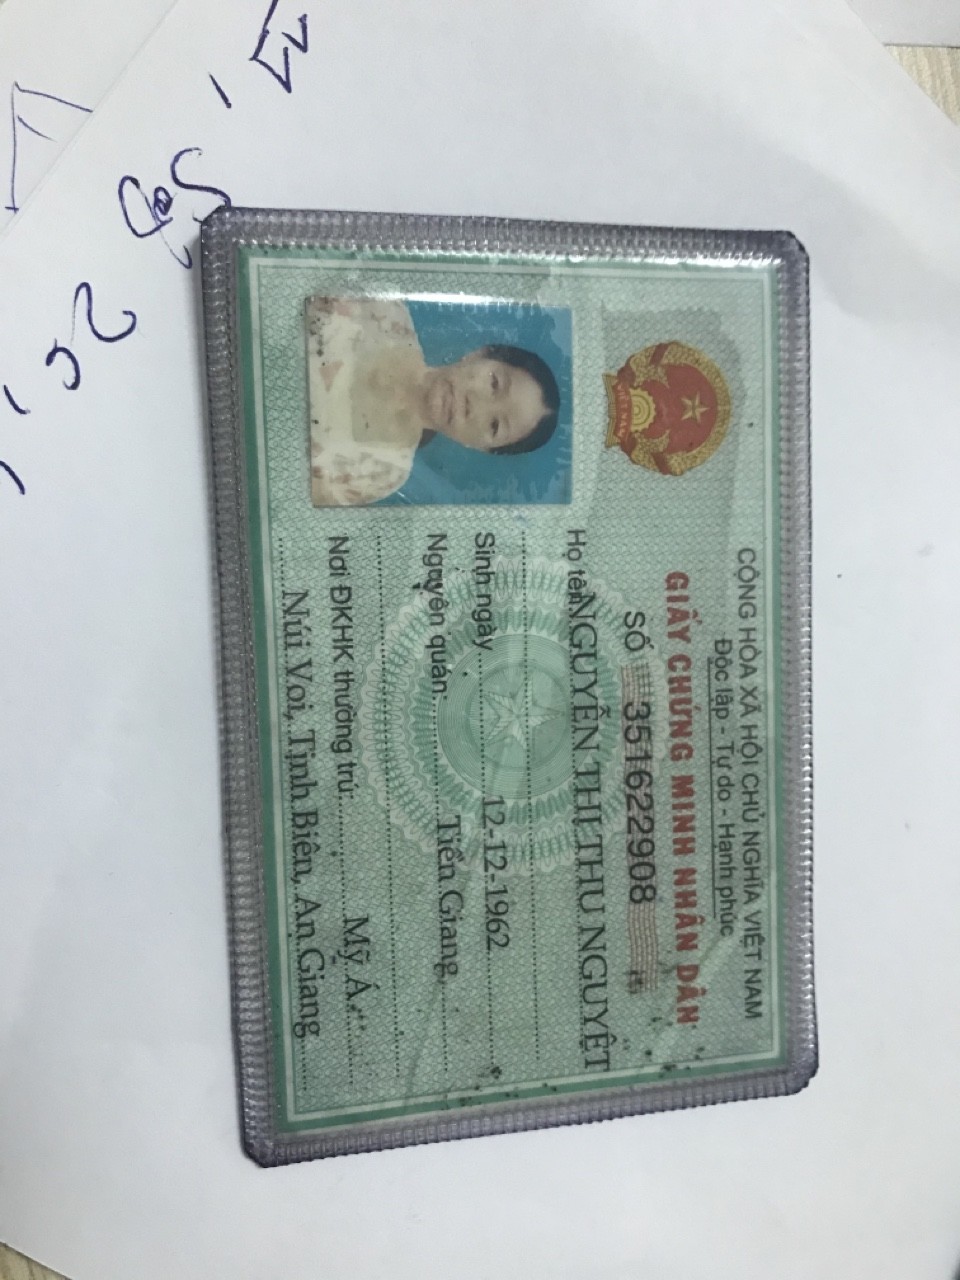 CỘNG HÒA XÃ HỘI CHỦ NGHĨA VIỆT NAM
Độc lập - Tự do - Hạnh phúc
GIẤY CHỨNG MINH NHÂN DÂN
SỐ 351622908
Họ tên NGUYỄN THỊ THU NGUYỆT
Sinh ngày 12-12-1962
Nguyên quán: Tiền Giang
Nơi ĐKHK thường trú: Mỹ Á.
Núi Voi, Tịnh Biên, An Giang
VIỆT NAM